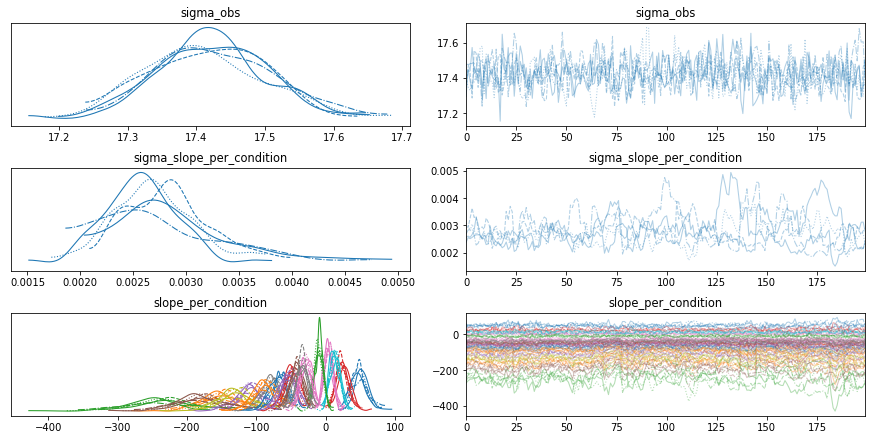 sigma_obs
17.2 17.3 17.4 17.5 17.6 17.7
sigma_obs
17.6
17.4
17.2
0 25 50 75 100 125 150 175
sigma_slope_per_condition
0.0015 0.0020 0.0025 0.0030 0.0035 0.0040 0.0045 0.0050
sigma_slope_per_condition
0.005
0.004
0.003
0.002
0 25 50 75 100 125 150 175
slope_per_condition
−400 −300 −200 −100 0 100
slope_per_condition
0
−200
−400
0 25 50 75 100 125 150 175